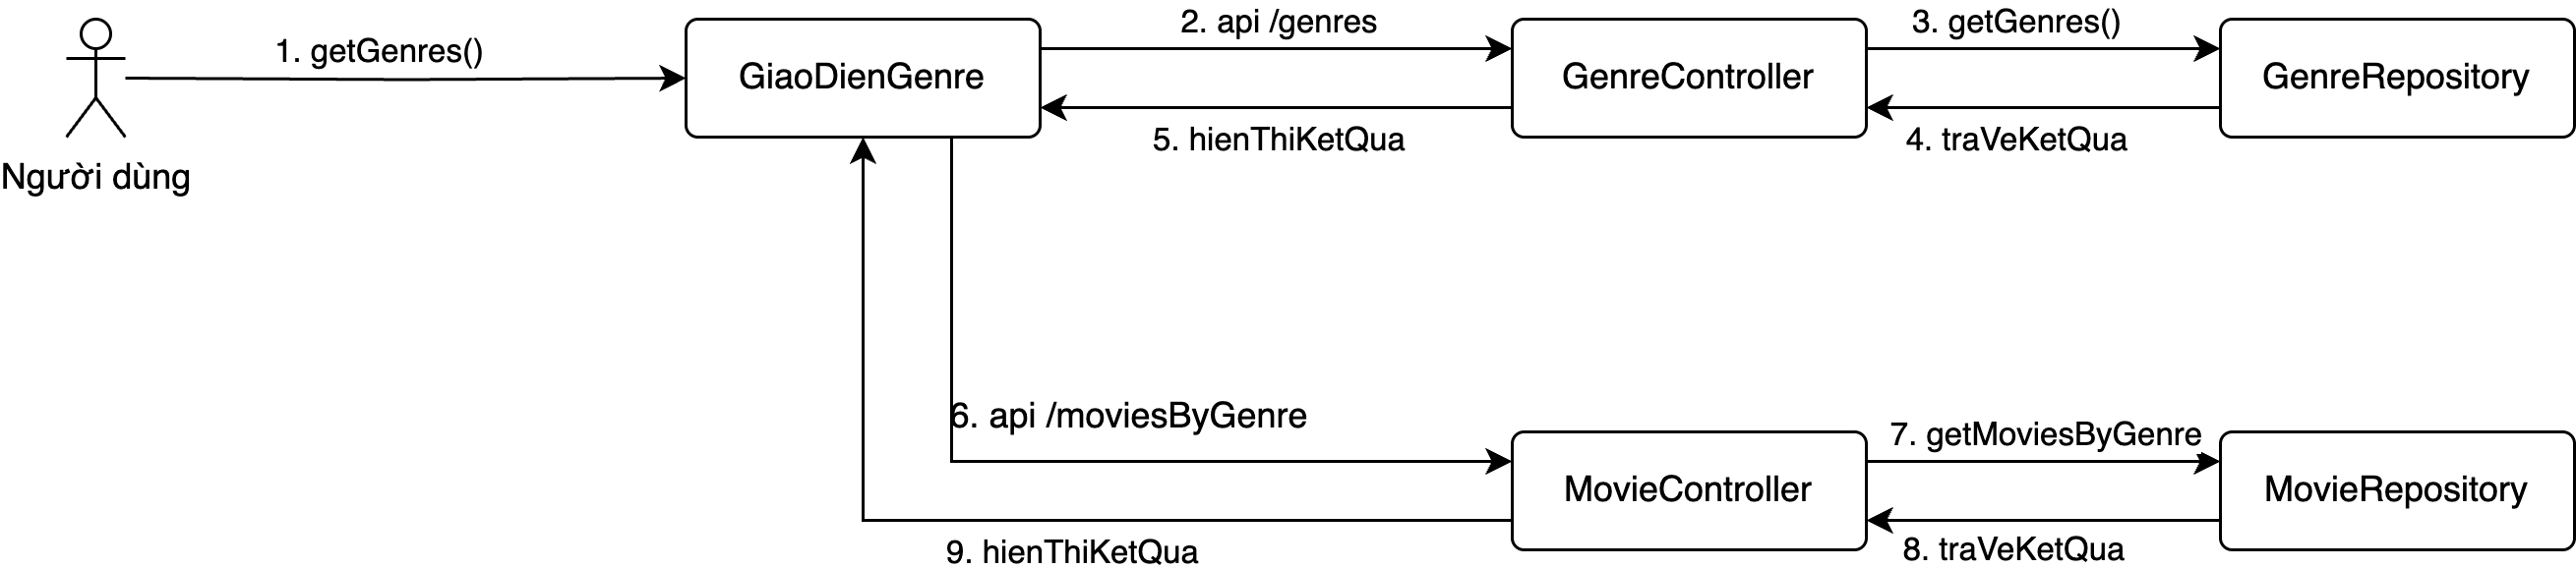 1. getGenres()
Người dùng
GiaoDienGenre
2. api /genres
5. hienThiKetQua
GenreController
3. getGenres()
4. traVeKetQua
GenreRepository
6. api /moviesByGenre
9. hienThiKetQua
MovieController
7. getMoviesByGenre
8. traVeKetQua
MovieRepository